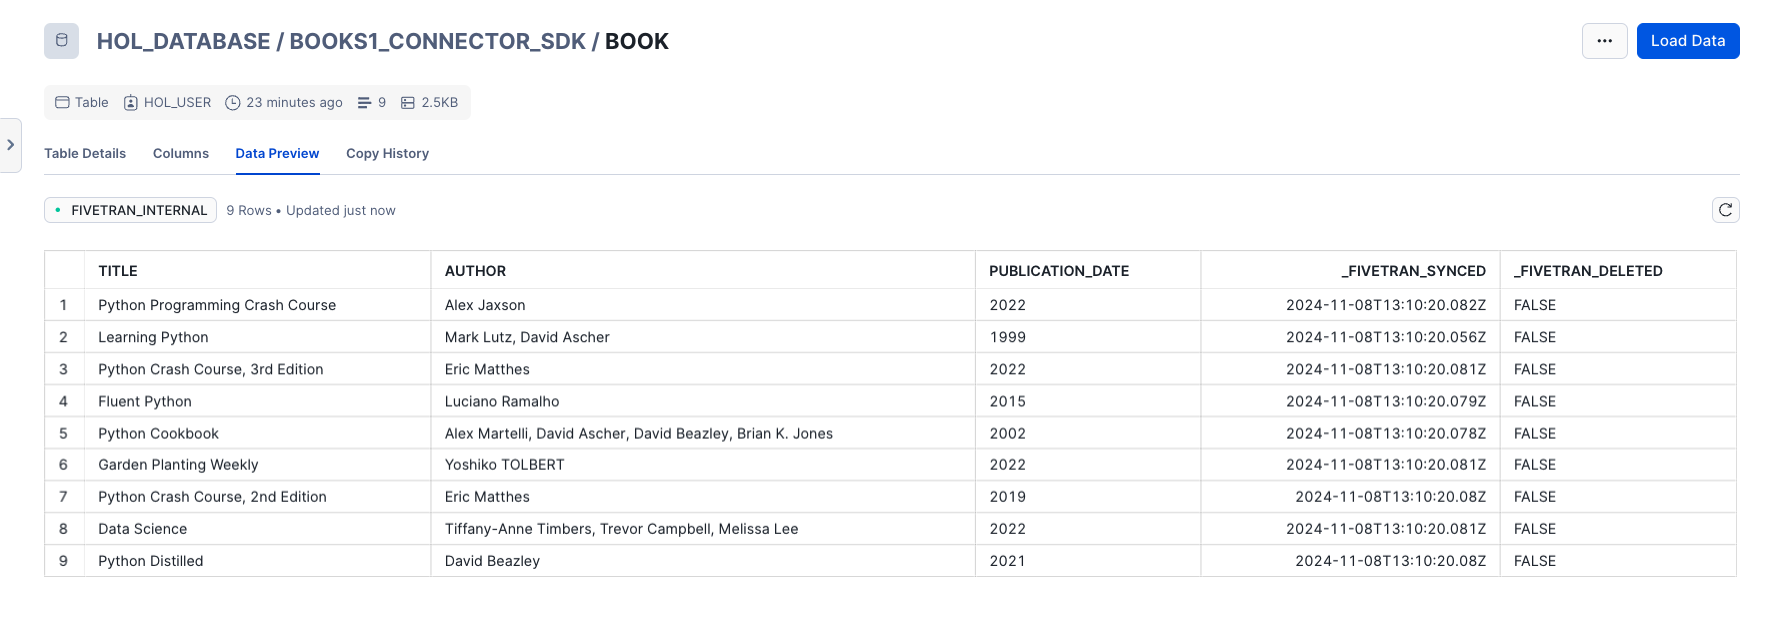 HOL_DATABASE / BOOKS1_CONNECTOR_SDK / BOOK
... Load Data
Table HOL_USER 23 minutes ago 9 2.5KB
Table Details Columns Data Preview Copy History
FIVETRAN_INTERNAL 9 Rows • Updated just now
TITLE AUTHOR PUBLICATION_DATE _FIVETRAN_SYNCED _FIVETRAN_DELETED
1 Python Programming Crash Course Alex Jaxson 2022 2024-11-08T13:10:20.082Z FALSE
2 Learning Python Mark Lutz, David Ascher 1999 2024-11-08T13:10:20.056Z FALSE
3 Python Crash Course, 3rd Edition Eric Matthes 2022 2024-11-08T13:10:20.081Z FALSE
4 Fluent Python Luciano Ramalho 2015 2024-11-08T13:10:20.079Z FALSE
5 Python Cookbook Alex Martelli, David Ascher, David Beazley, Brian K. Jones 2002 2024-11-08T13:10:20.078Z FALSE
6 Garden Planting Weekly Yoshiko TOLBERT 2022 2024-11-08T13:10:20.081Z FALSE
7 Python Crash Course, 2nd Edition Eric Matthes 2019 2024-11-08T13:10:20.08Z FALSE
8 Data Science Tiffany-Anne Timbers, Trevor Campbell, Melissa Lee 2022 2024-11-08T13:10:20.081Z FALSE
9 Python Distilled David Beazley 2021 2024-11-08T13:10:20.08Z FALSE